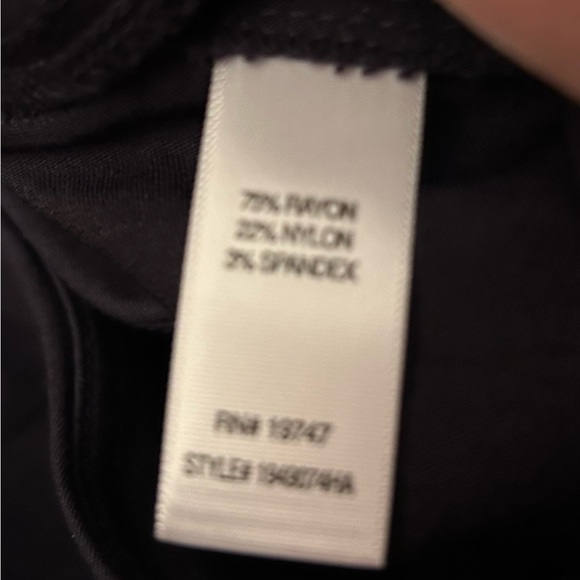 75% RAYON
22% NYLON
3% SPANDEX
RN# 19747
STYLE#